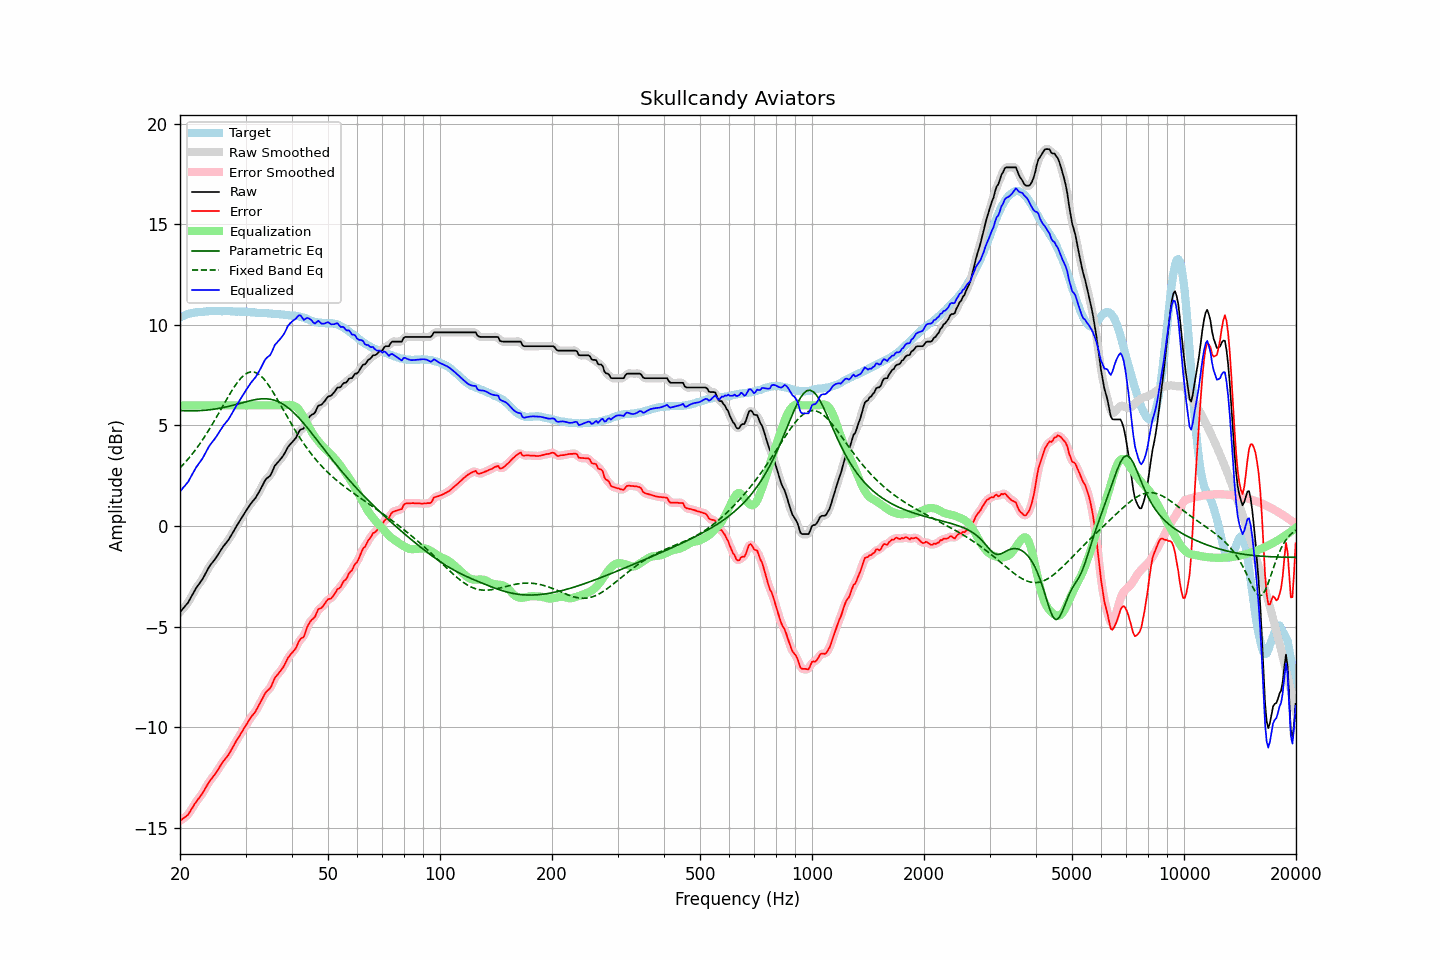 Skullcandy Aviators
Target
Raw Smoothed
Error Smoothed
Raw
Error
Equalization
Parametric Eq
Fixed Band Eq
Equalized
20
15
10
5
0
−5
−10
−15
Amplitude (dBr)
20
50
100
200
500
1000
2000
5000
10000
20000
Frequency (Hz)